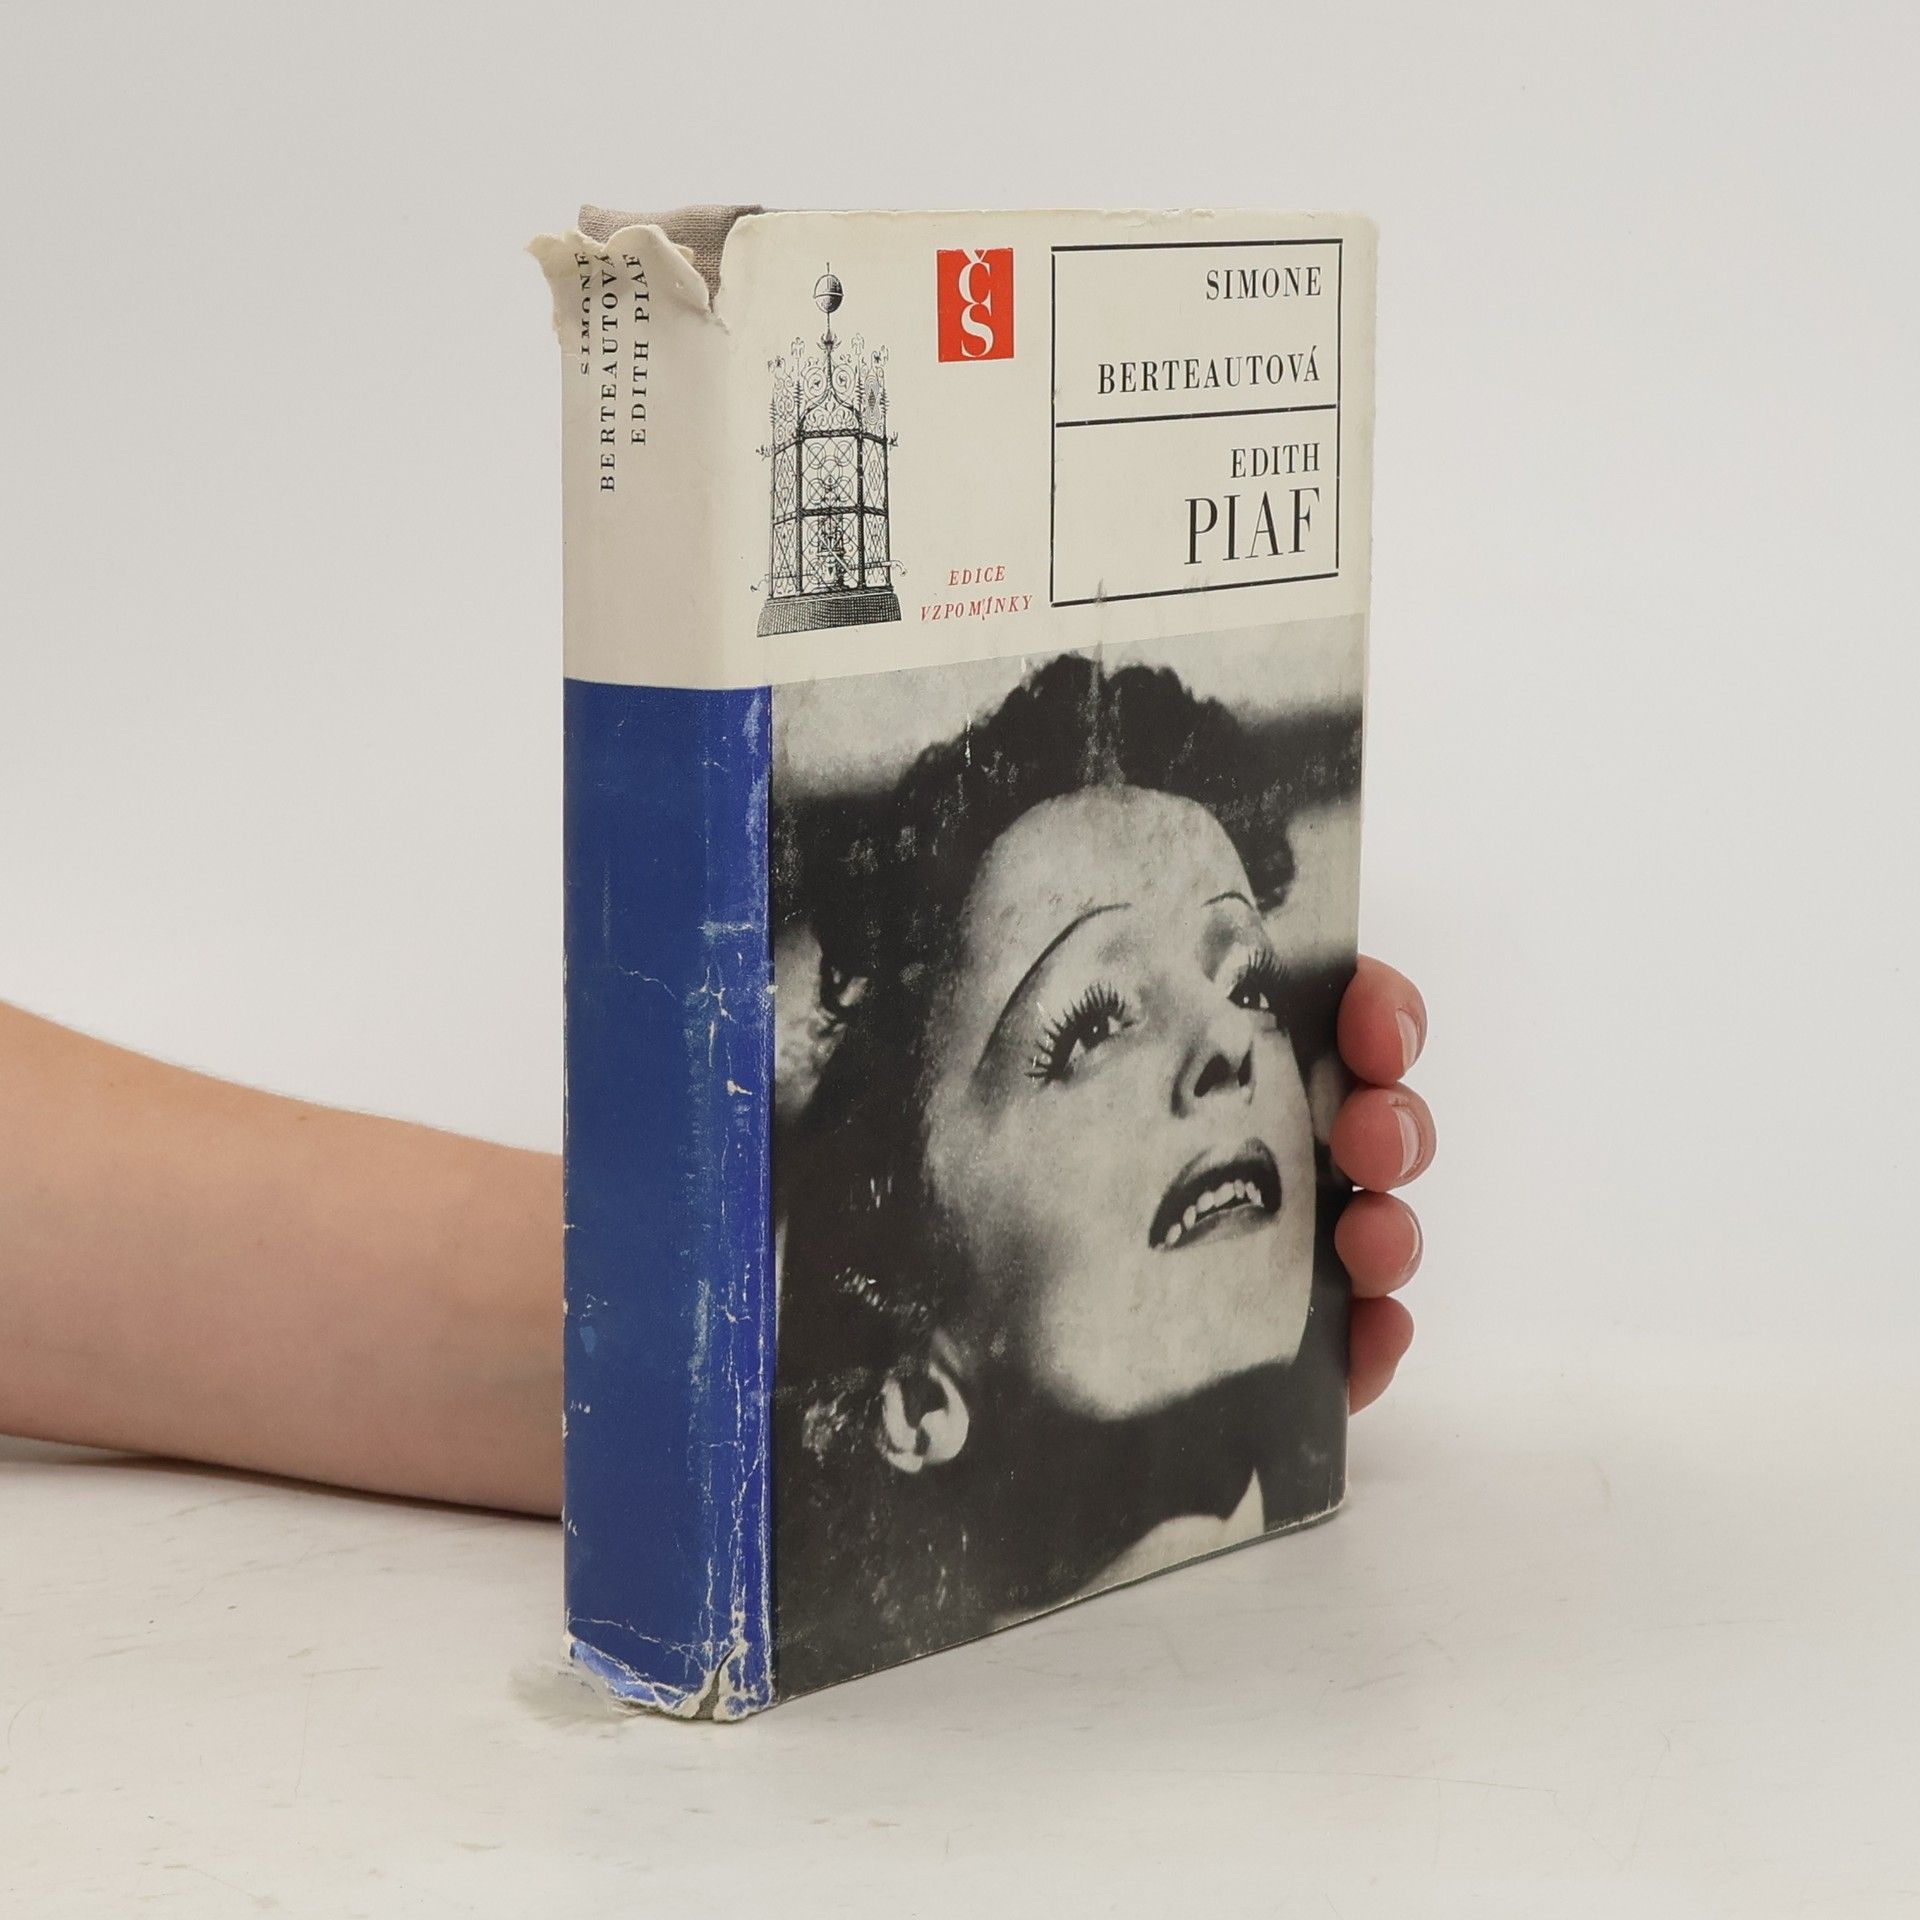 SIMONE
BERTEAUTOVÁ
EDITH PIAF
ČS
SIMONE
BERTEAUTOVÁ
EDITH
PIAF
EDICE
VZPOMÍNKY